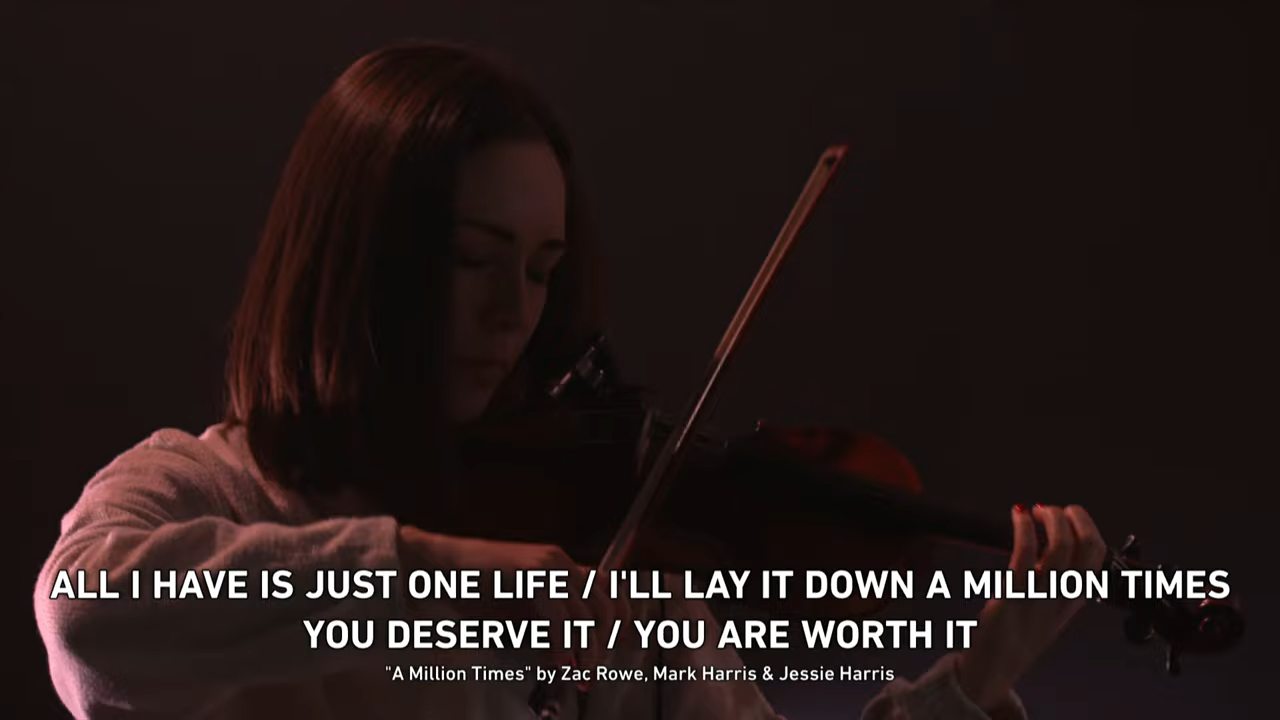 ALL I HAVE IS JUST ONE LIFE / I'LL LAY IT DOWN A MILLION TIMES
YOU DESERVE IT / YOU ARE WORTH IT
"A Million Times" by Zac Rowe, Mark Harris & Jessie Harris